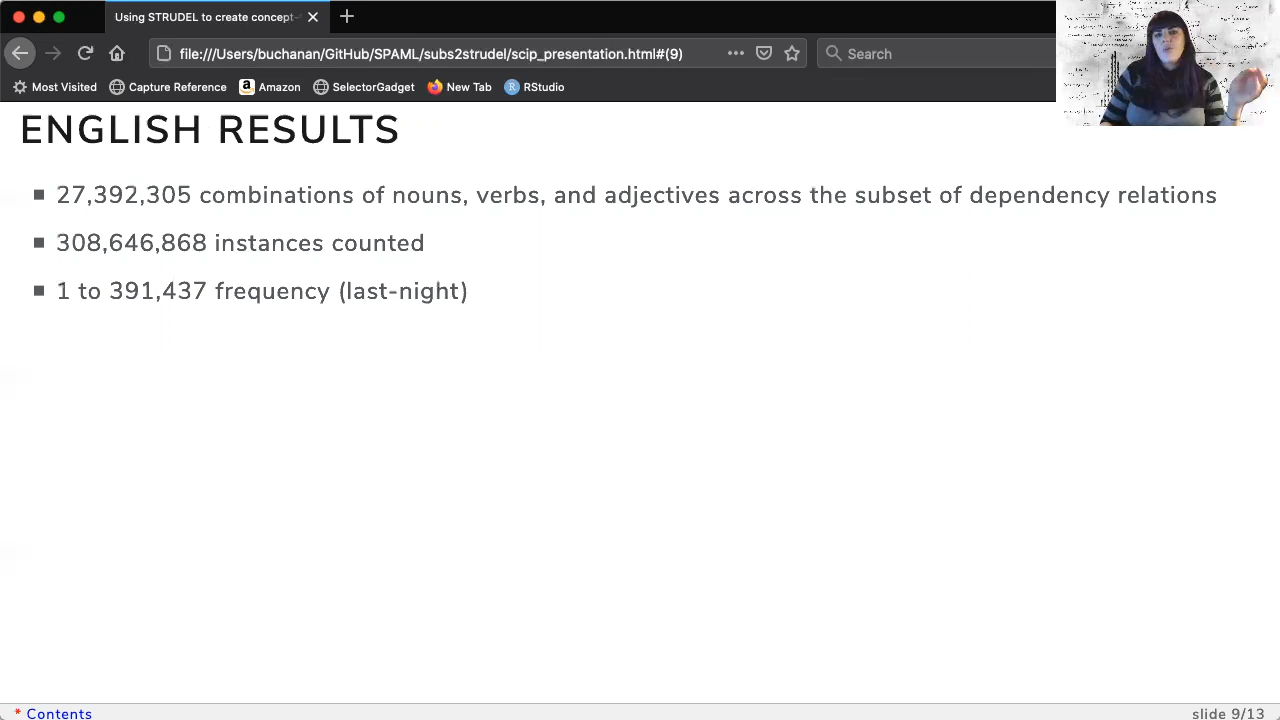 Using STRUDEL to create concept-
file:///Users/buchanan/GitHub/SPAML/subs2strudel/scip_presentation.html#(9)
Search
Most Visited
Capture Reference
Amazon
SelectorGadget
New Tab
RStudio
ENGLISH RESULTS
27,392,305 combinations of nouns, verbs, and adjectives across the subset of dependency relations
308,646,868 instances counted
1 to 391,437 frequency (last-night)
* Contents
slide 9/13